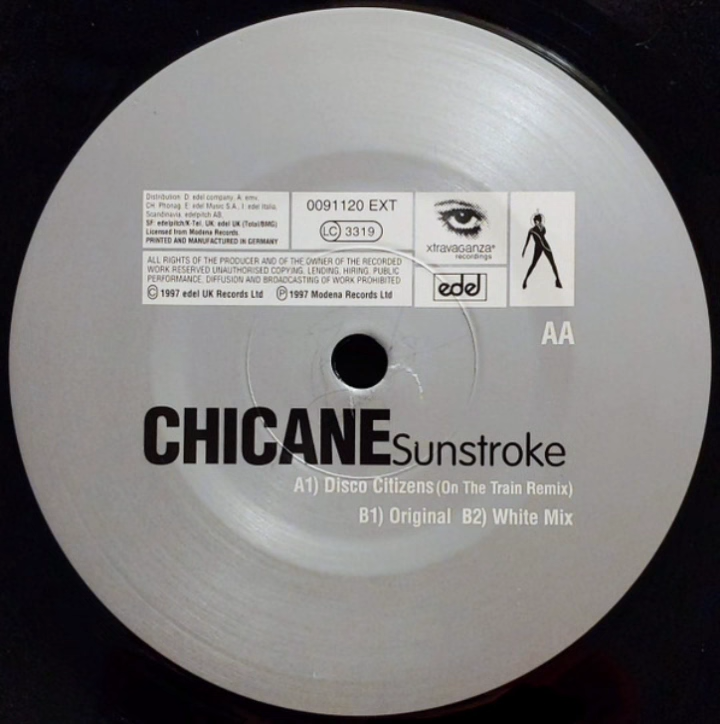 Distribution: D. edel company. A: emv.
CH: Phonag. E: edel Music S.A., I: edel Italia.
Scandinavia: edelpitch AB.
SF: edelpitch/K-Tel. UK: edel UK (Total/BMG)
Licensed from Modena Records.
PRINTED AND MANUFACTURED IN GERMANY
0091120 EXT
LC 3319
xtravaganza
recordings
ALL RIGHTS OF THE PRODUCER AND OF THE OWNER OF THE RECORDED
WORK RESERVED UNAUTHORISED COPYING, LENDING, HIRING, PUBLIC
PERFORMANCE, DIFFUSION AND BROADCASTING OF WORK PROHIBITED
© 1997 edel UK Records Ltd ℗ 1997 Modena Records Ltd
edel
AA
CHICANE Sunstroke
A1) Disco Citizens (On The Train Remix)
B1) Original B2) White Mix